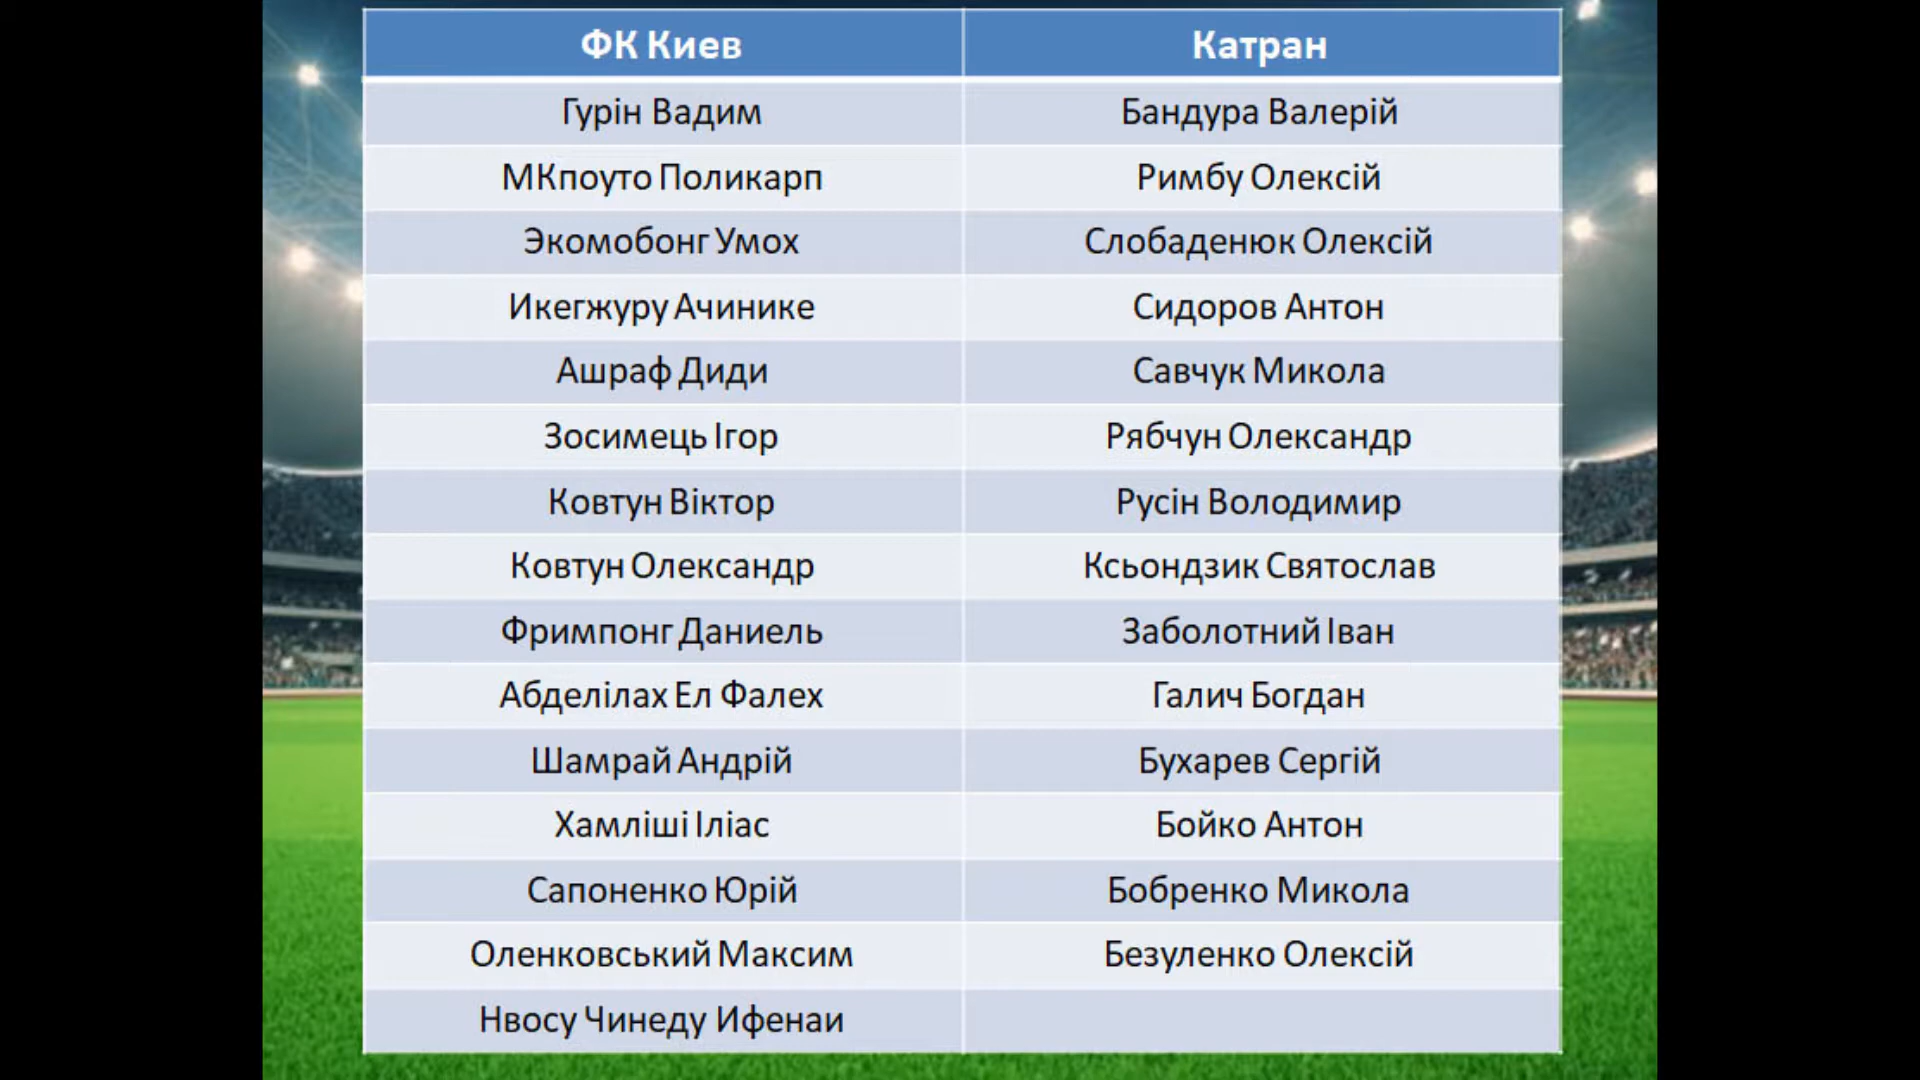 ФК Киев Катран
Гурін Вадим Бандура Валерій
МКпоуто Поликарп Римбу Олексій
Экомобонг Умох Слобаденюк Олексій
Икегжуру Ачинике Сидоров Антон
Ашраф Диди Савчук Микола
Зосимець Ігор Рябчун Олександр
Ковтун Віктор Русін Володимир
Ковтун Олександр Ксьондзик Святослав
Фримпонг Даниель Заболотний Іван
Абделілах Ел Фалех Галич Богдан
Шамрай Андрій Бухарев Сергій
Хамліші Іліас Бойко Антон
Сапоненко Юрій Бобренко Микола
Оленковський Максим Безуленко Олексій
Нвосу Чинеду Ифенаи